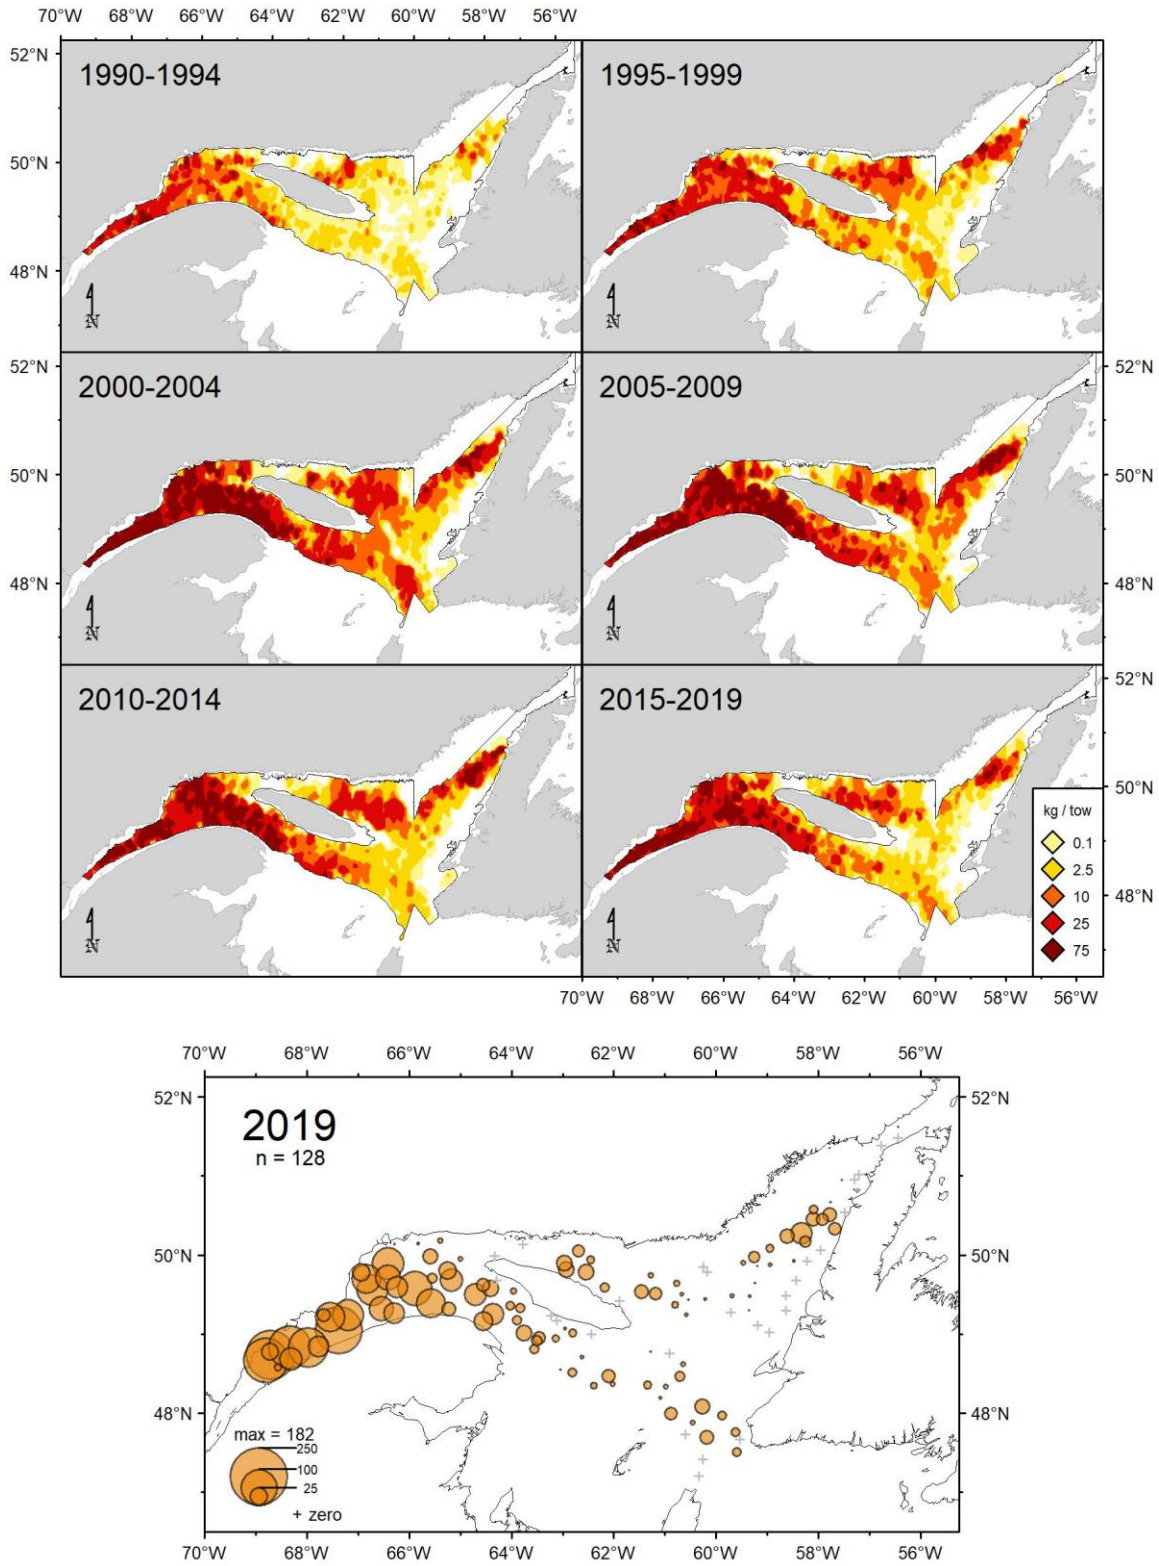 70°W 68°W 66°W 64°W 62°W 60°W 58°W 56°W
52°N
1990-1994
1995-1999
50°N
48°N
N
N
52°N
52°N
2000-2004
2005-2009
50°N
50°N
48°N
48°N
N
N
52°N
2010-2014
2015-2019
50°N
kg / tow
0.1
2.5
48°N
10
25
75
N
N
70°W 68°W 66°W 64°W 62°W 60°W 58°W 56°W
70°W 68°W 66°W 64°W 62°W 60°W 58°W 56°W
52°N
52°N
2019
n = 128
50°N
50°N
48°N
48°N
max = 182
250
100
25
+ zero
70°W 68°W 66°W 64°W 62°W 60°W 58°W 56°W